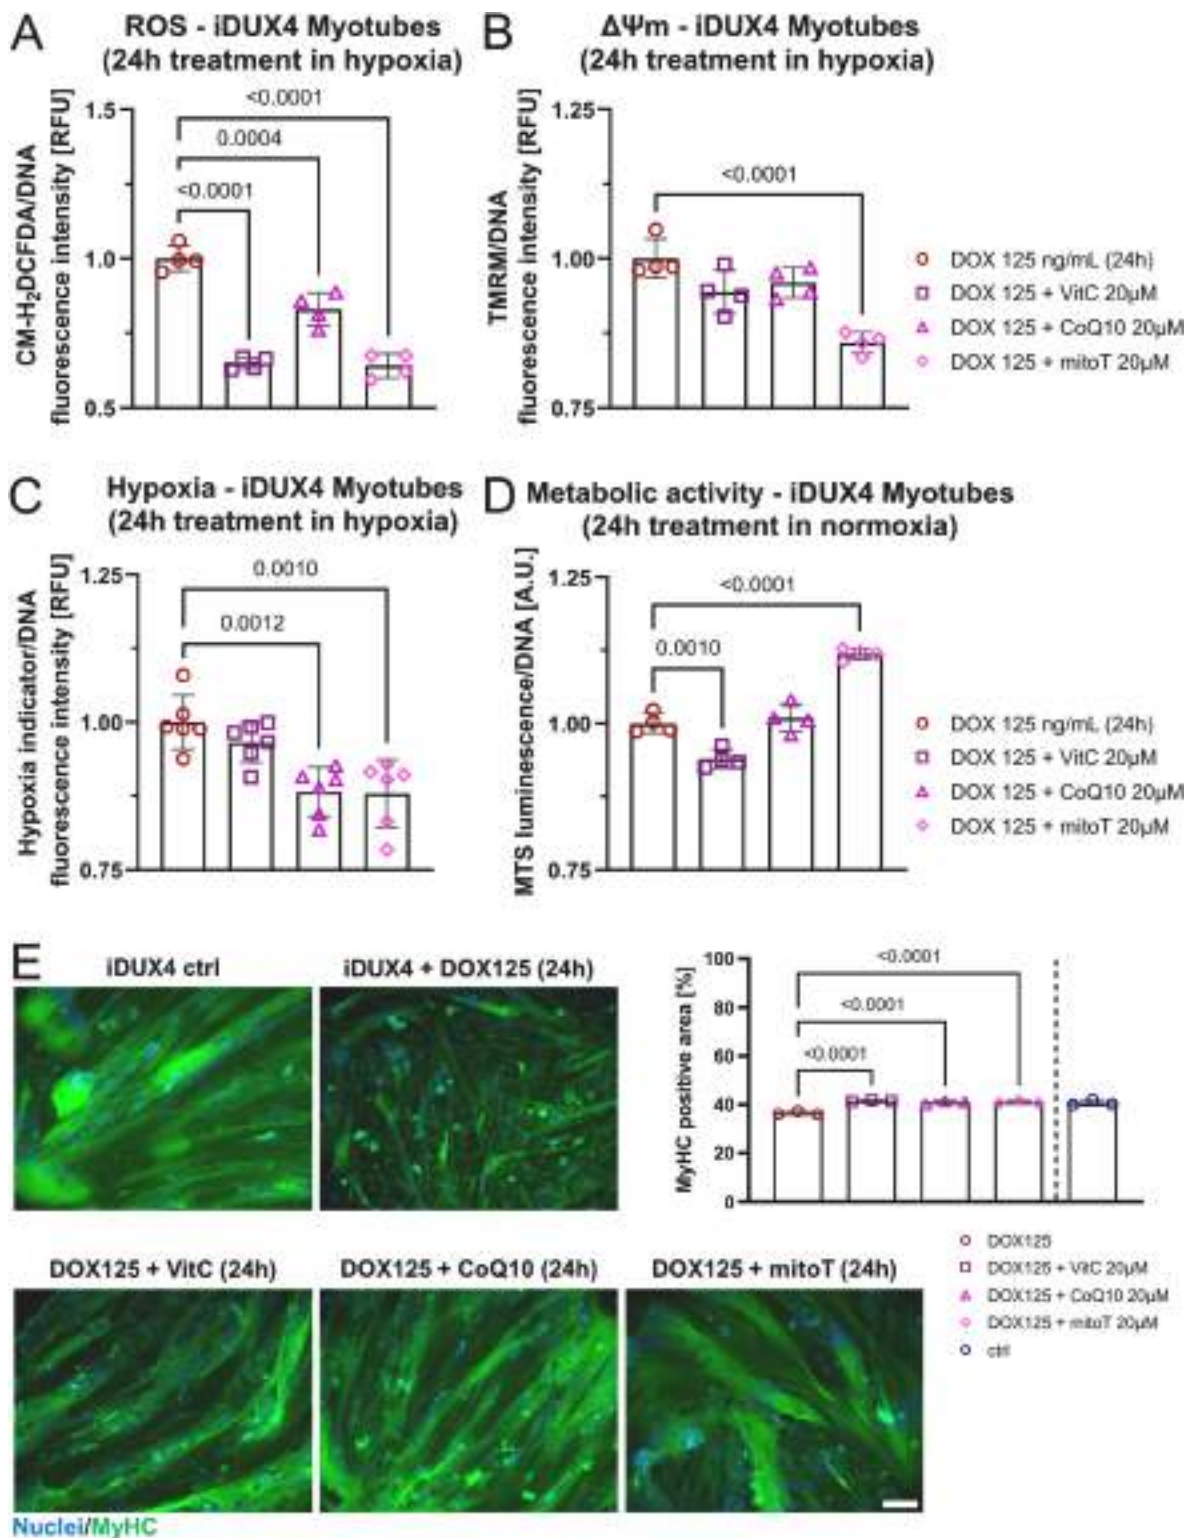 A
ROS - iDUX4 Myotubes
(24h treatment in hypoxia)
CM-H₂DCFDA/DNA
fluorescence intensity [RFU]
1.5
1.0
0.5
<0.0001
0.0004
<0.0001
B
ΔΨm - iDUX4 Myotubes
(24h treatment in hypoxia)
TMRM/DNA
fluorescence intensity [RFU]
1.25
1.00
0.75
<0.0001
DOX 125 ng/mL (24h)
DOX 125 + VitC 20µM
DOX 125 + CoQ10 20µM
DOX 125 + mitoT 20µM
C
Hypoxia - iDUX4 Myotubes
(24h treatment in hypoxia)
Hypoxia indicator/DNA
fluorescence intensity [RFU]
1.25
1.00
0.75
0.0010
0.0012
D
Metabolic activity - iDUX4 Myotubes
(24h treatment in normoxia)
MTS luminescence/DNA [A.U.]
1.25
1.00
0.75
<0.0001
0.0010
DOX 125 ng/mL (24h)
DOX 125 + VitC 20µM
DOX 125 + CoQ10 20µM
DOX 125 + mitoT 20µM
E
iDUX4 ctrl
iDUX4 + DOX125 (24h)
MyHC positive area [%]
100
80
60
40
20
0
<0.0001
<0.0001
<0.0001
DOX125
DOX125 + VitC 20µM
DOX125 + CoQ10 20µM
DOX125 + mitoT 20µM
ctrl
DOX125 + VitC (24h)
DOX125 + CoQ10 (24h)
DOX125 + mitoT (24h)
Nuclei/MyHC